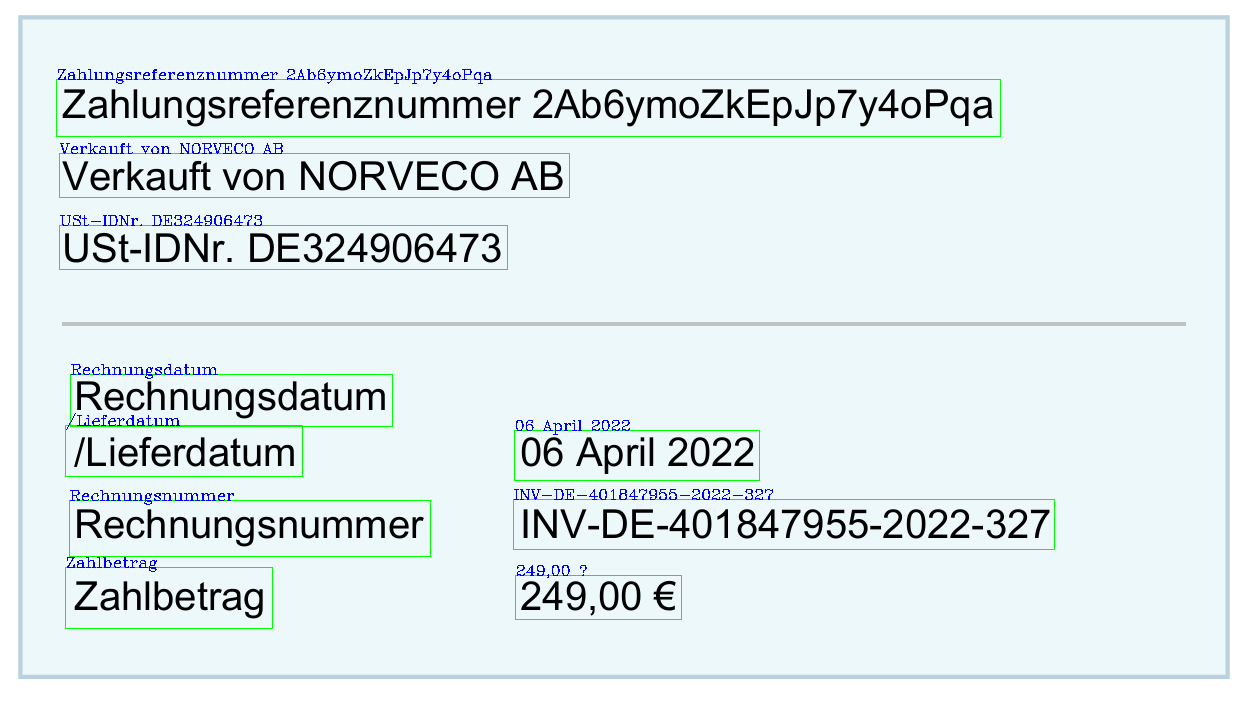 Zahlungsreferenznummer 2Ab6ymoZkEpJp7y4oPqa
Zahlungsreferenznummer 2Ab6ymoZkEpJp7y4oPqa
Verkauft von NORVECO AB
Verkauft von NORVECO AB
USt-IDNr. DE324906473
USt-IDNr. DE324906473
Rechnungsdatum
Rechnungsdatum
/Lieferdatum 06 April 2022
/Lieferdatum 06 April 2022
Rechnungsnummer INV-DE-401847955-2022-327
Rechnungsnummer INV-DE-401847955-2022-327
Zahlbetrag 249,00 ?
Zahlbetrag 249,00 €